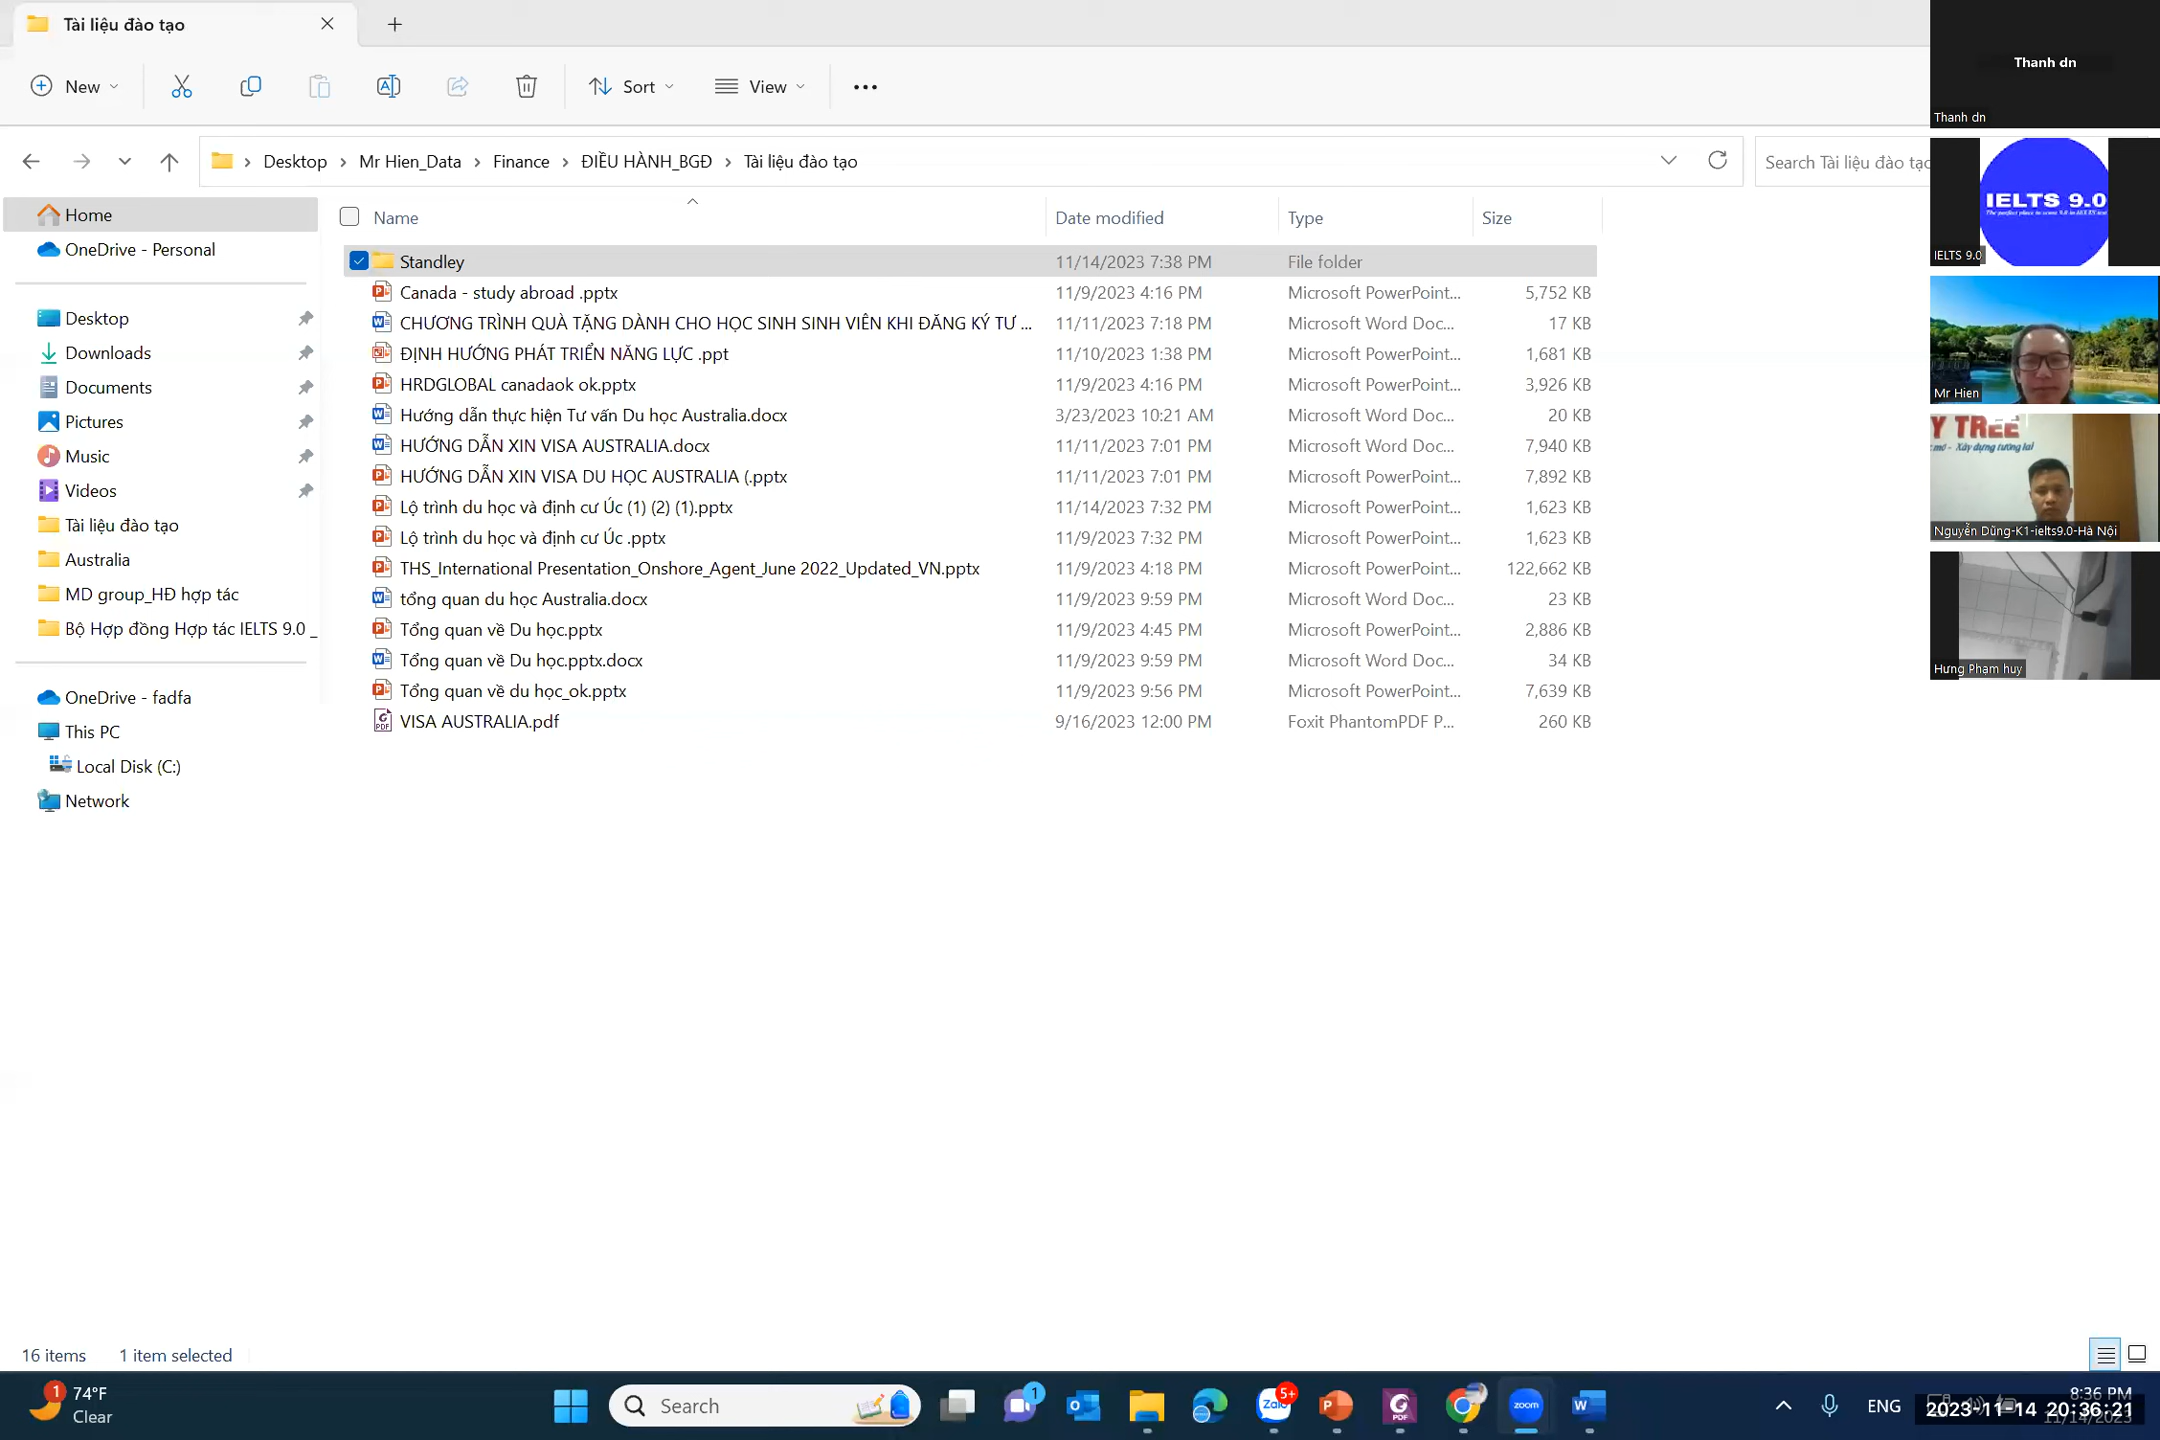 Tài liệu đào tạo
New
Sort
View
Desktop
Mr Hien_Data
Finance
ĐIỀU HÀNH_BGĐ
Tài liệu đào tạo
Search Tài liệu đào tạo
Home
OneDrive - Personal
Desktop
Downloads
Documents
Pictures
Music
Videos
Tài liệu đào tạo
Australia
MD group_HĐ hợp tác
Bộ Hợp đồng Hợp tác IELTS 9.0 _
OneDrive - fadfa
This PC
Local Disk (C:)
Network
Name Date modified Type Size
Standley 11/14/2023 7:38 PM File folder
Canada - study abroad .pptx 11/9/2023 4:16 PM Microsoft PowerPoint... 5,752 KB
CHƯƠNG TRÌNH QUÀ TẶNG DÀNH CHO HỌC SINH SINH VIÊN KHI ĐĂNG KÝ TƯ ... 11/11/2023 7:18 PM Microsoft Word Doc... 17 KB
ĐỊNH HƯỚNG PHÁT TRIỂN NĂNG LỰC .ppt 11/10/2023 1:38 PM Microsoft PowerPoint... 1,681 KB
HRDGLOBAL canadaok ok.pptx 11/9/2023 4:16 PM Microsoft PowerPoint... 3,926 KB
Hướng dẫn thực hiện Tư vấn Du học Australia.docx 3/23/2023 10:21 AM Microsoft Word Doc... 20 KB
HƯỚNG DẪN XIN VISA AUSTRALIA.docx 11/11/2023 7:01 PM Microsoft Word Doc... 7,940 KB
HƯỚNG DẪN XIN VISA DU HỌC AUSTRALIA (.pptx 11/11/2023 7:01 PM Microsoft PowerPoint... 7,892 KB
Lộ trình du học và định cư Úc (1) (2) (1).pptx 11/14/2023 7:32 PM Microsoft PowerPoint... 1,623 KB
Lộ trình du học và định cư Úc .pptx 11/9/2023 7:32 PM Microsoft PowerPoint... 1,623 KB
THS_International Presentation_Onshore_Agent_June 2022_Updated_VN.pptx 11/9/2023 4:18 PM Microsoft PowerPoint... 122,662 KB
tổng quan du học Australia.docx 11/9/2023 9:59 PM Microsoft Word Doc... 23 KB
Tổng quan về Du học.pptx 11/9/2023 4:45 PM Microsoft PowerPoint... 2,886 KB
Tổng quan về Du học.pptx.docx 11/9/2023 9:59 PM Microsoft Word Doc... 34 KB
Tổng quan về du học_ok.pptx 11/9/2023 9:56 PM Microsoft PowerPoint... 7,639 KB
VISA AUSTRALIA.pdf 9/16/2023 12:00 PM Foxit PhantomPDF P... 260 KB
Thanh dn
Thanh dn
IELTS 9.0
IELTS 9.0
Mr Hien
Y TREE
mơ - Xây dựng tương lai
Nguyễn Dũng-K1-ielts9.0-Hà Nội
Hưng Phạm huy
16 items 1 item selected
1
74°F
Clear
Search
1
5+
Zalo
PDF
zoom
ENG
8:36 PM
11/14/2023
2023-11-14 20:36:21